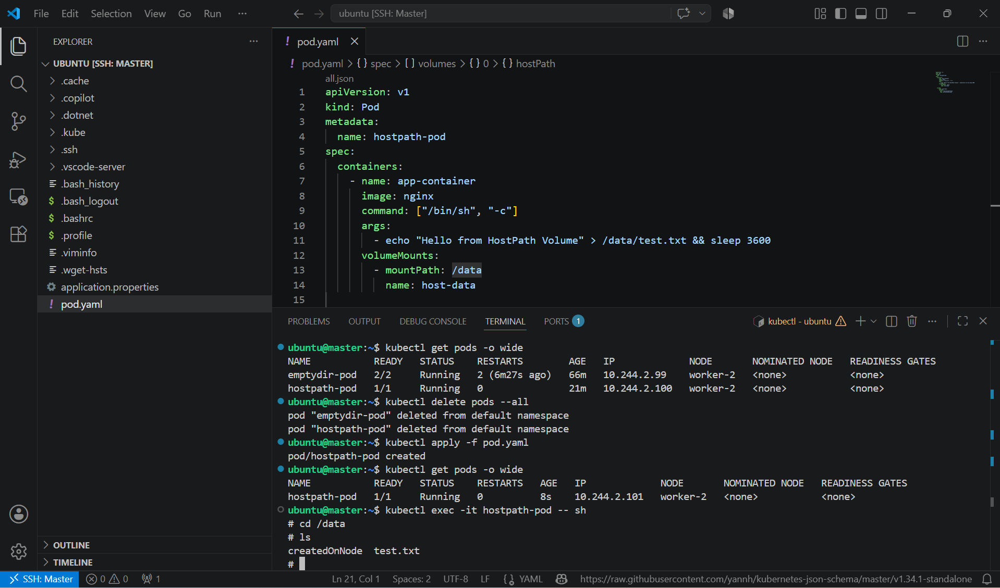 File Edit Selection View Go Run ···
ubuntu [SSH: Master]
EXPLORER
UBUNTU [SSH: MASTER]
.cache
.copilot
.dotnet
.kube
.ssh
.vscode-server
.bash_history
$ .bash_logout
$ .bashrc
$ .profile
.viminfo
.wget-hsts
application.properties
! pod.yaml
OUTLINE
TIMELINE
! pod.yaml
! pod.yaml > {} spec > [] volumes > {} 0 > {} hostPath
all.json
1 apiVersion: v1
2 kind: Pod
3 metadata:
4 name: hostpath-pod
5 spec:
6 containers:
7 - name: app-container
8 image: nginx
9 command: ["/bin/sh", "-c"]
10 args:
11 - echo "Hello from HostPath Volume" > /data/test.txt && sleep 3600
12 volumeMounts:
13 - mountPath: /data
14 name: host-data
15
PROBLEMS OUTPUT DEBUG CONSOLE TERMINAL PORTS 1
kubectl - ubuntu
ubuntu@master:~$ kubectl get pods -o wide
NAME READY STATUS RESTARTS AGE IP NODE NOMINATED NODE READINESS GATES
emptydir-pod 2/2 Running 2 (6m27s ago) 66m 10.244.2.99 worker-2 <none> <none>
hostpath-pod 1/1 Running 0 21m 10.244.2.100 worker-2 <none> <none>
ubuntu@master:~$ kubectl delete pods --all
pod "emptydir-pod" deleted from default namespace
pod "hostpath-pod" deleted from default namespace
ubuntu@master:~$ kubectl apply -f pod.yaml
pod/hostpath-pod created
ubuntu@master:~$ kubectl get pods -o wide
NAME READY STATUS RESTARTS AGE IP NODE NOMINATED NODE READINESS GATES
hostpath-pod 1/1 Running 0 8s 10.244.2.101 worker-2 <none> <none>
ubuntu@master:~$ kubectl exec -it hostpath-pod -- sh
# cd /data
# ls
createdOnNode test.txt
#
SSH: Master 0 0 1 Ln 21, Col 1 Spaces: 2 UTF-8 LF YAML https://raw.githubusercontent.com/yannh/kubernetes-json-schema/master/v1.34.1-standalone